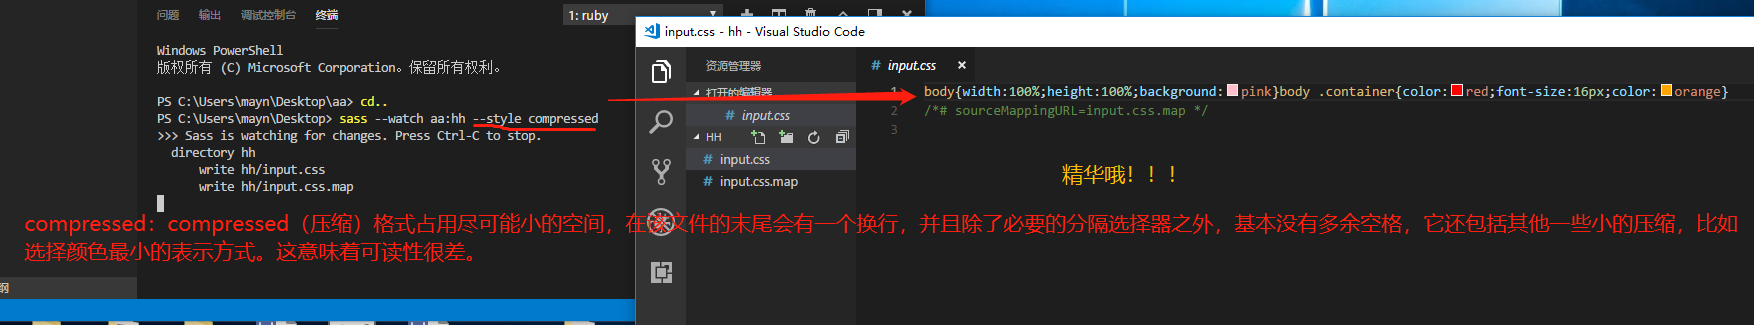 问题 输出 调试控制台 终端 1: ruby
Windows PowerShell
版权所有 (C) Microsoft Corporation。保留所有权利。
PS C:\Users\mayn\Desktop\aa> cd..
PS C:\Users\mayn\Desktop> sass --watch aa:hh --style compressed
>>> Sass is watching for changes. Press Ctrl-C to stop.
directory hh
write hh/input.css
write hh/input.css.map
input.css - hh - Visual Studio Code
资源管理器
打开的编辑器
# input.css
HH
# input.css
# input.css.map
# input.css
1 body{width:100%;height:100%;background:pink}body .container{color:red;font-size:16px;color:orange}
2 /*# sourceMappingURL=input.css.map */
3
精华哦！！！
compressed：compressed（压缩）格式占用尽可能小的空间，在文件的末尾会有一个换行，并且除了必要的分隔选择器之外，基本没有多余空格，它还包括其他一些小的压缩，比如
选择颜色最小的表示方式。这意味着可读性很差。